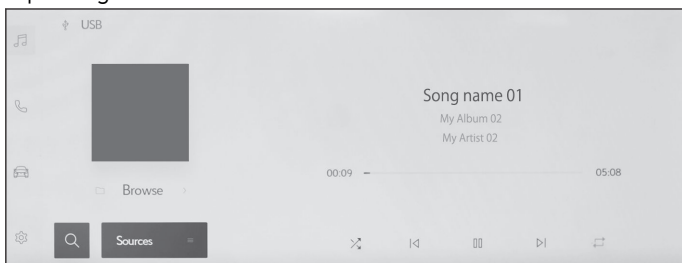 USB
Song name 01
My Album 02
My Artist 02
00:09
05:08
Browse
Sources